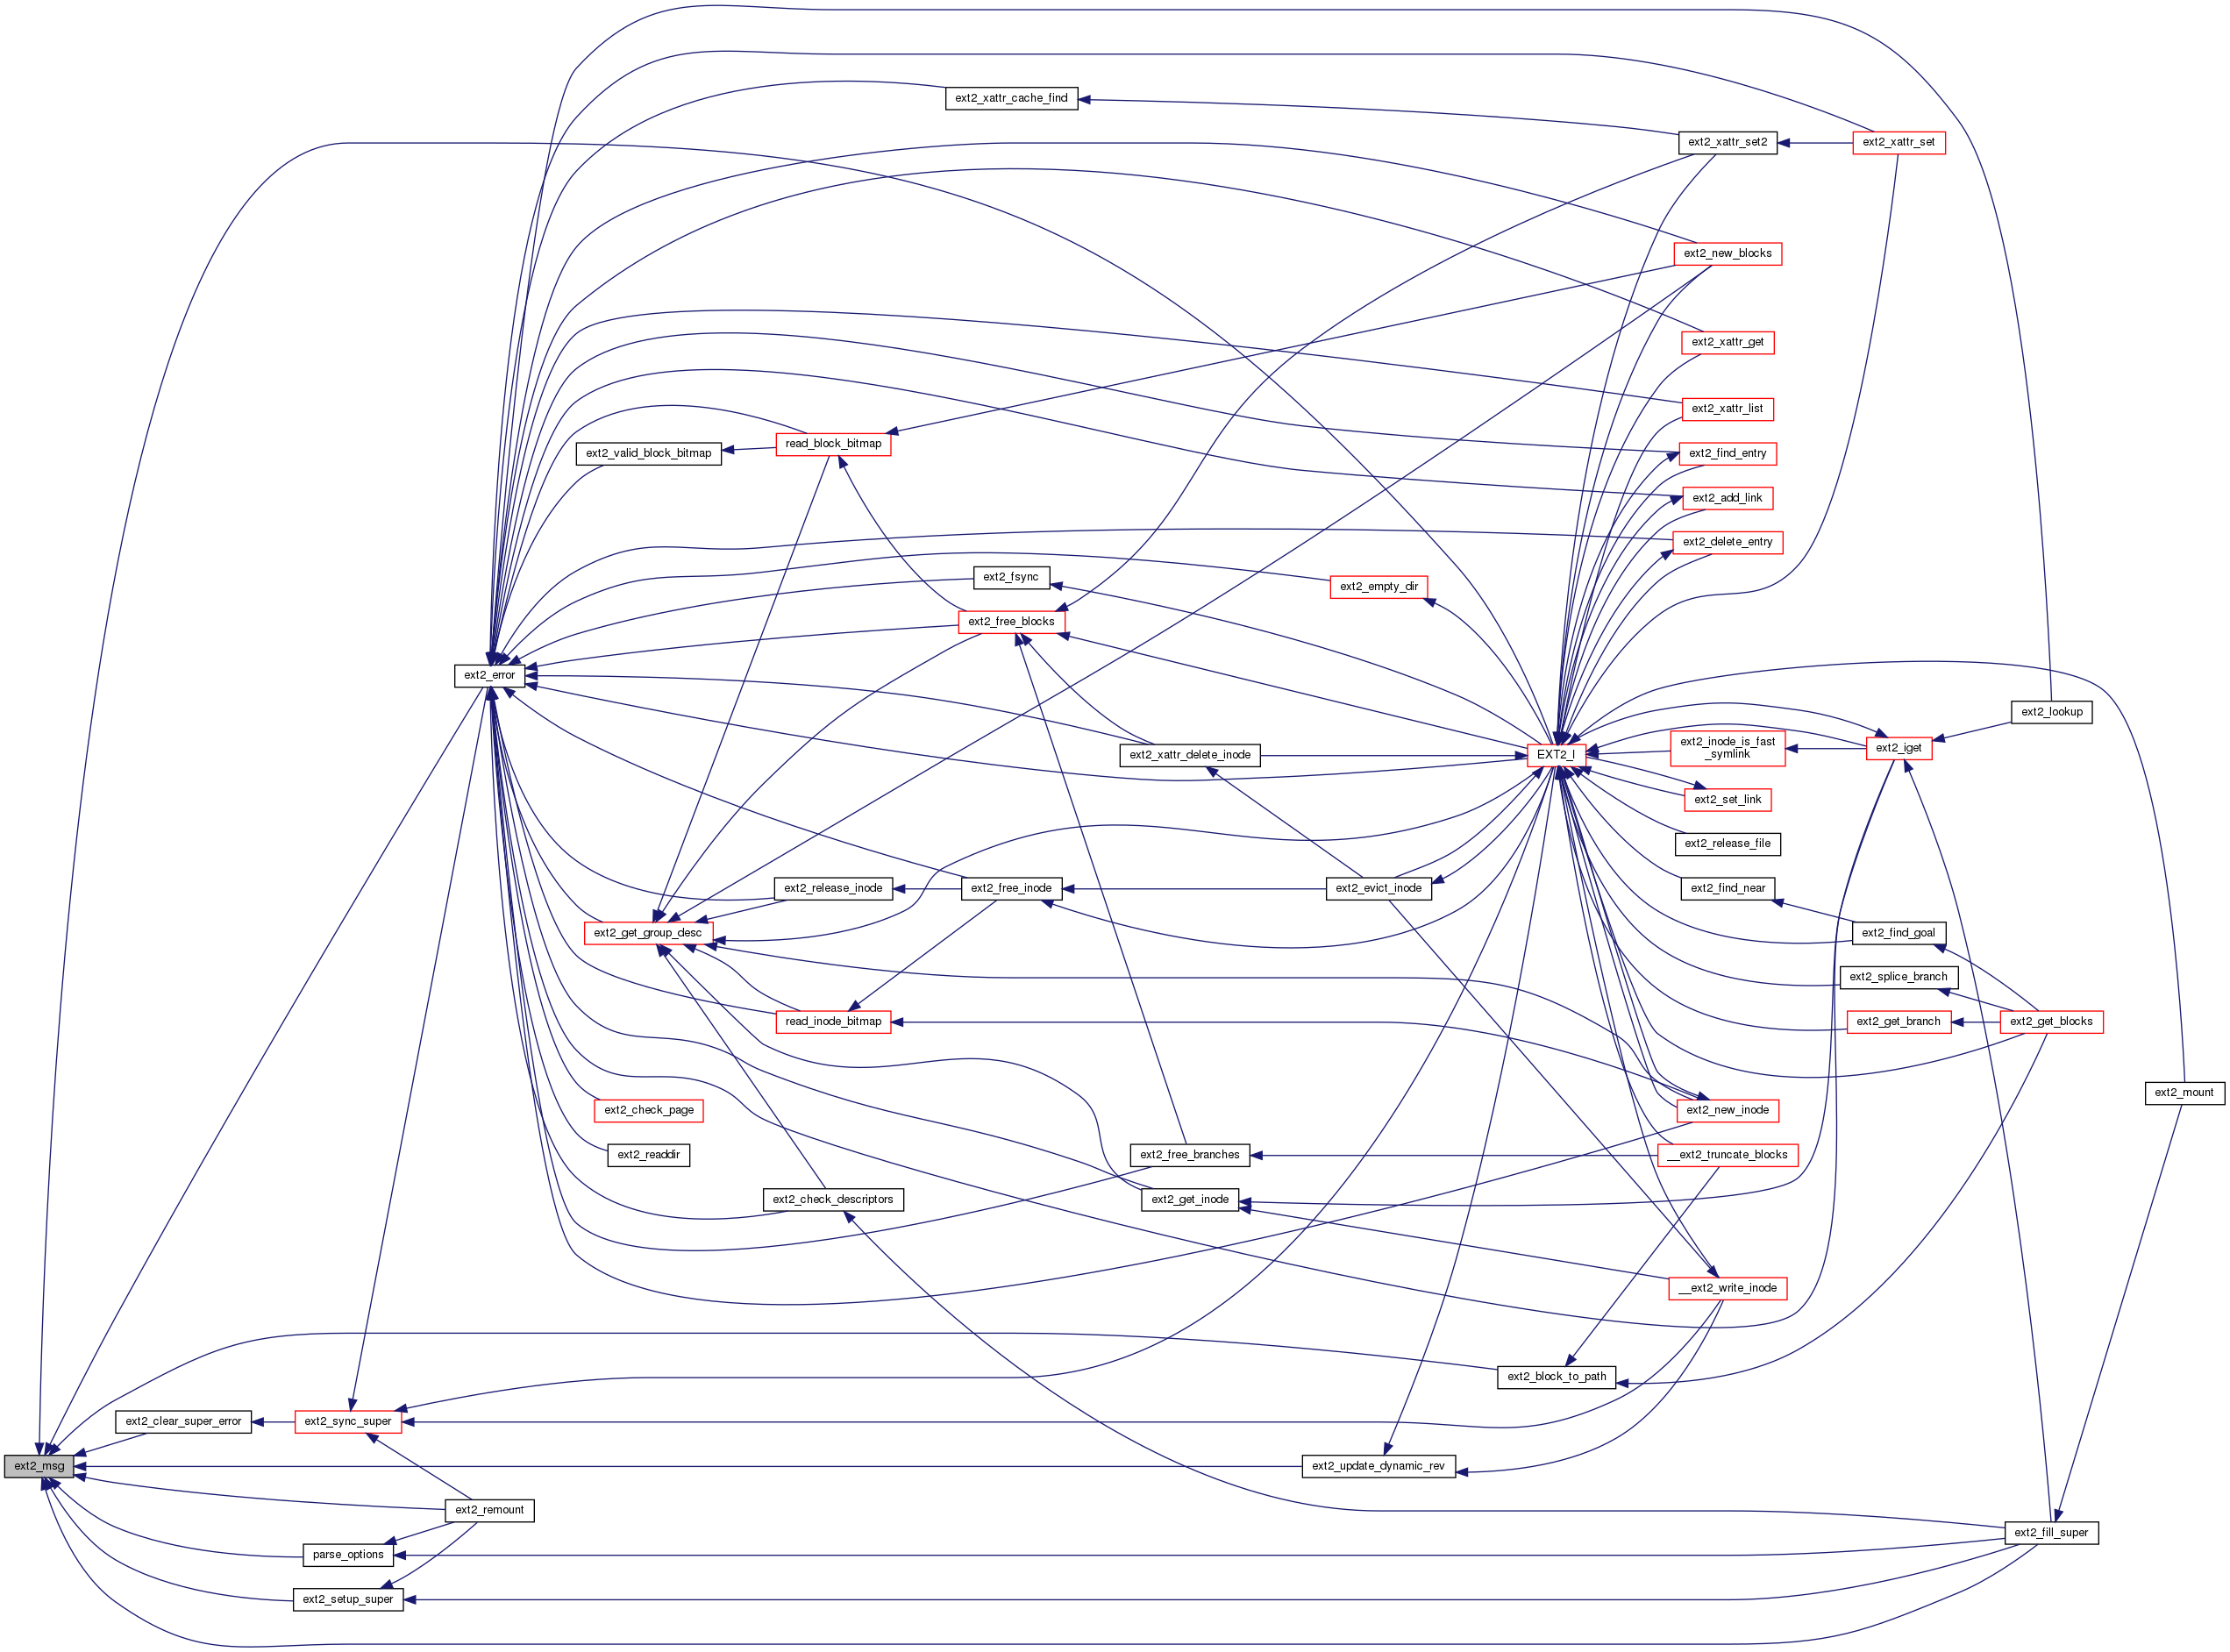 ext2_xattr_cache_find
ext2_xattr_set2
ext2_xattr_set
ext2_new_blocks
ext2_xattr_get
ext2_xattr_list
read_block_bitmap
ext2_valid_block_bitmap
ext2_find_entry
ext2_add_link
ext2_delete_entry
ext2_fsync
ext2_empty_dir
ext2_free_blocks
ext2_error
ext2_lookup
ext2_xattr_delete_inode
EXT2_I
ext2_inode_is_fast
_symlink
ext2_iget
ext2_set_link
ext2_release_file
ext2_release_inode
ext2_free_inode
ext2_evict_inode
ext2_find_near
ext2_get_group_desc
ext2_find_goal
ext2_splice_branch
read_inode_bitmap
ext2_get_branch
ext2_get_blocks
ext2_mount
ext2_check_page
ext2_new_inode
ext2_readdir
ext2_free_branches
__ext2_truncate_blocks
ext2_check_descriptors
ext2_get_inode
__ext2_write_inode
ext2_block_to_path
ext2_clear_super_error
ext2_sync_super
ext2_msg
ext2_update_dynamic_rev
ext2_remount
ext2_fill_super
parse_options
ext2_setup_super